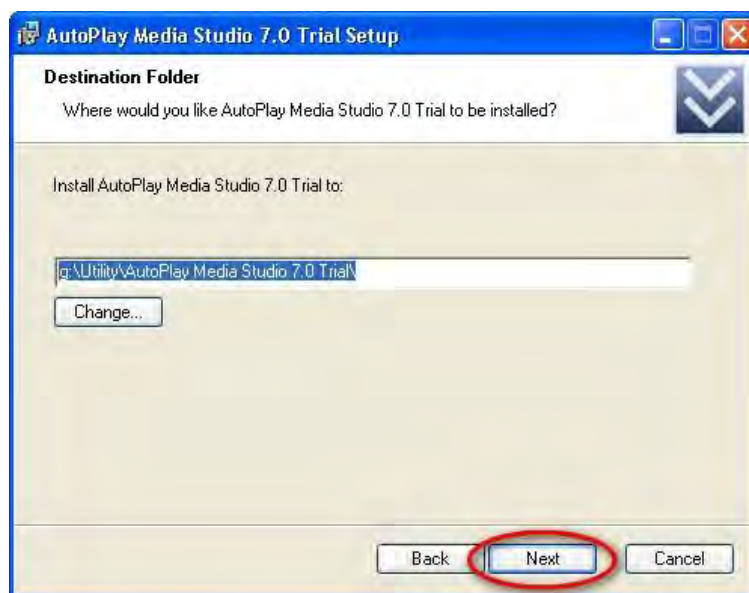 AutoPlay Media Studio 7.0 Trial Setup
Destination Folder
Where would you like AutoPlay Media Studio 7.0 Trial to be installed?
Install AutoPlay Media Studio 7.0 Trial to:
g:\Utility\AutoPlay Media Studio 7.0 Trial\
Change...
Back Next Cancel